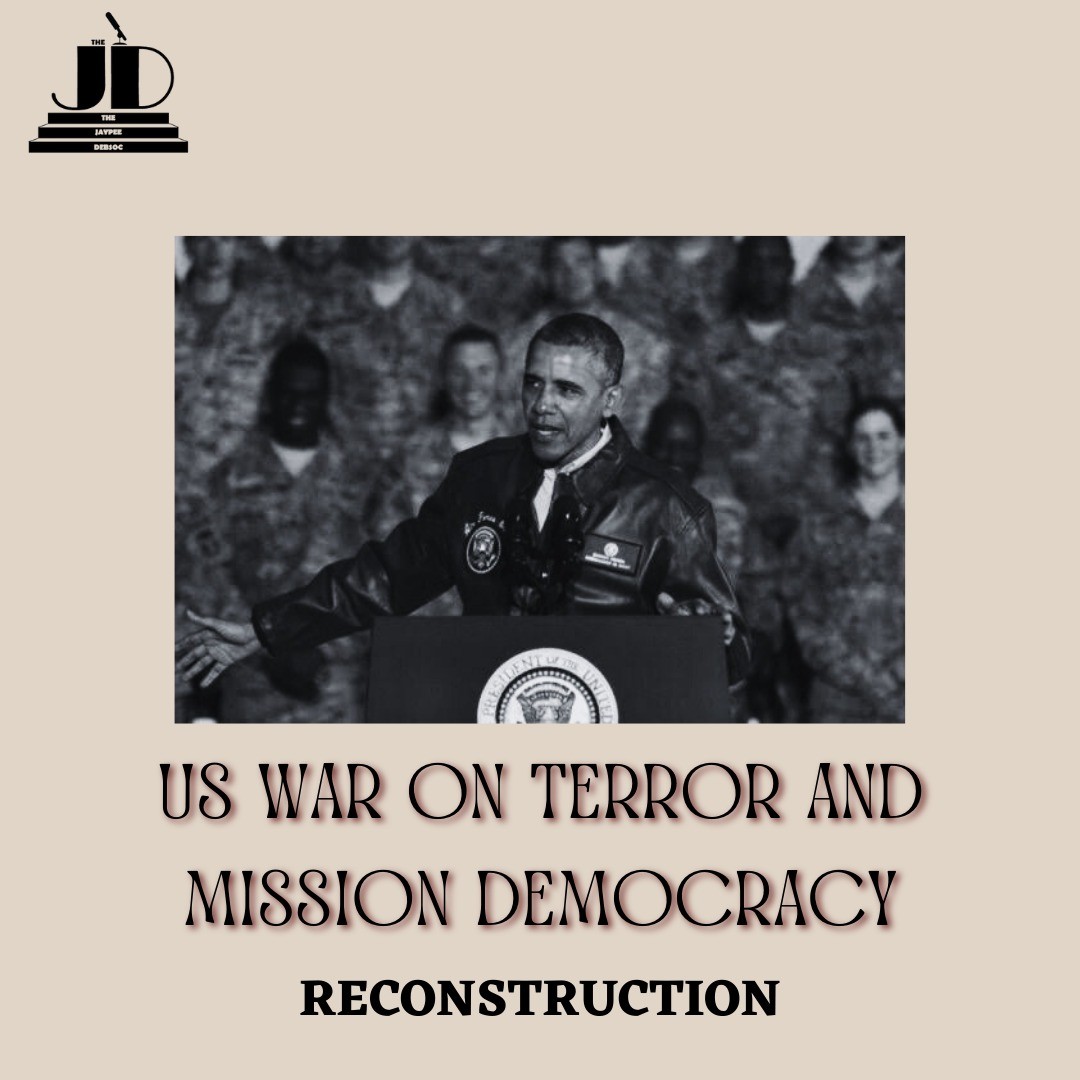 THE
JD
THE
JAYPEE
DEBSOC
PRESIDENT OF THE UNITED
US WAR ON TERROR AND
MISSION DEMOCRACY
RECONSTRUCTION